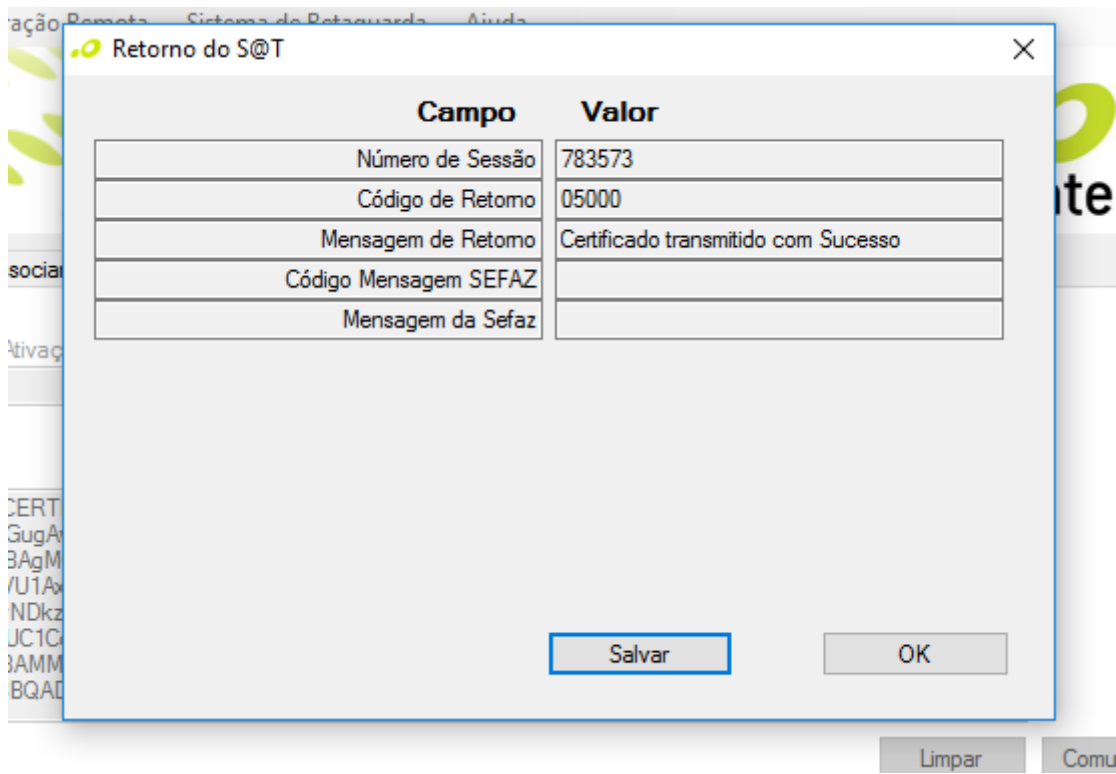 Retorno do S@T
Campo Valor
Número de Sessão 783573
Código de Retorno 05000
Mensagem de Retorno Certificado transmitido com Sucesso
Código Mensagem SEFAZ
Mensagem da Sefaz
Salvar OK
Limpar